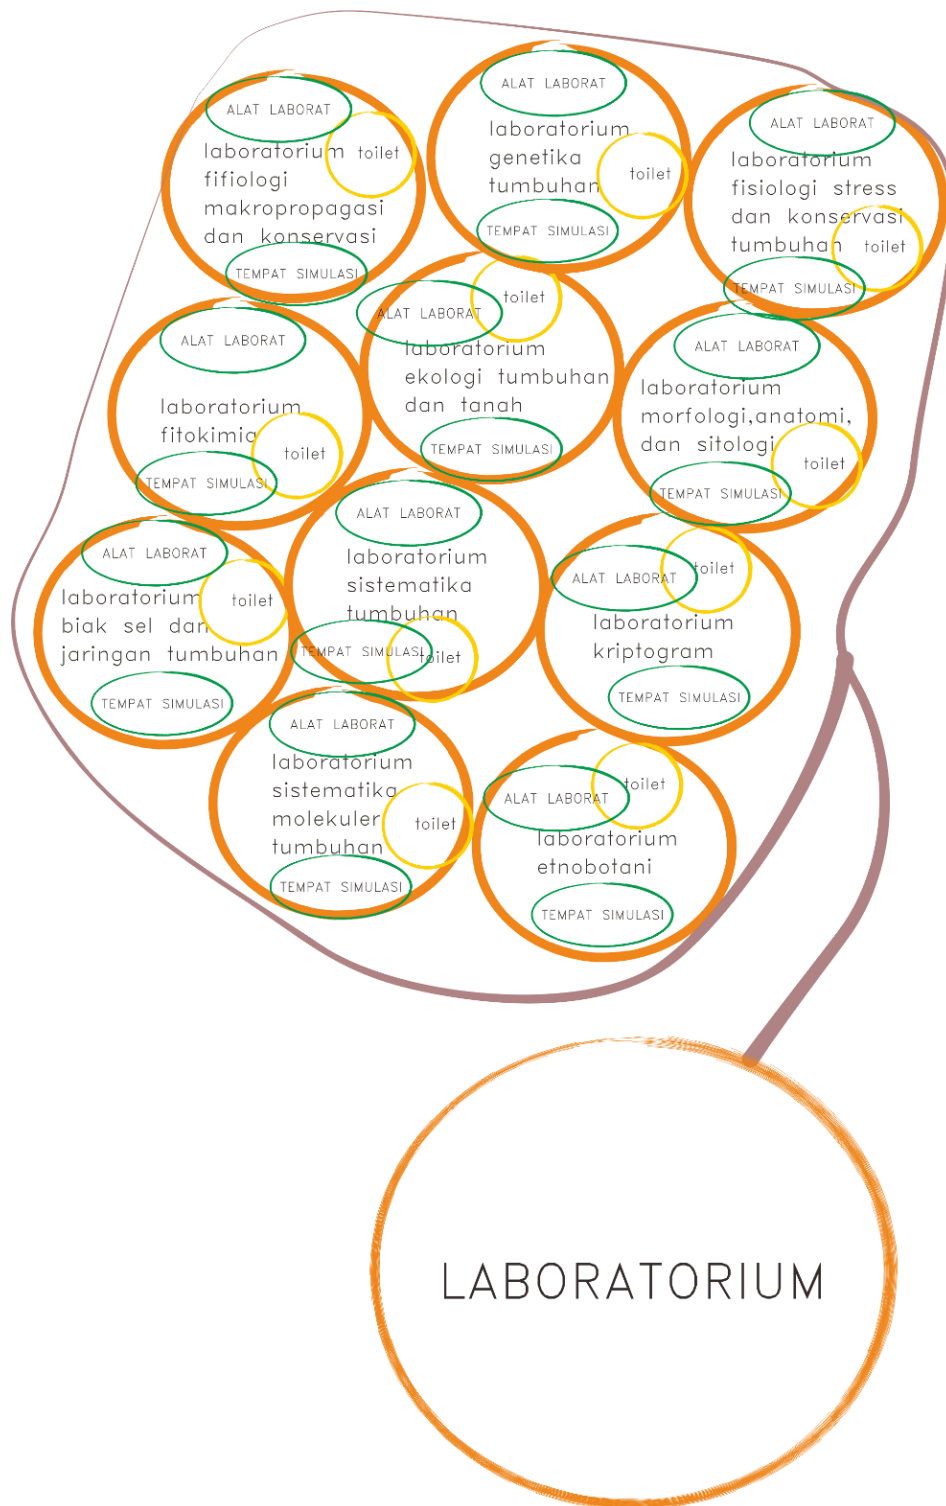 ALAT LABORAT
laboratorium
fifiologi
makropropagasi
dan konservasi
toilet
TEMPAT SIMULASI
ALAT LABORAT
laboratorium
genetika
tumbuhan
toilet
TEMPAT SIMULASI
ALAT LABORAT
laboratorium
fisiologi stress
dan konservasi
tumbuhan
toilet
TEMPAT SIMULASI
ALAT LABORAT
laboratorium
fitokimia
toilet
TEMPAT SIMULASI
toilet
ALAT LABORAT
laboratorium
ekologi tumbuhan
dan tanah
TEMPAT SIMULASI
ALAT LABORAT
laboratorium
morfologi,anatomi,
dan sitologi
toilet
TEMPAT SIMULASI
ALAT LABORAT
laboratorium
biak sel dan
jaringan tumbuhan
toilet
TEMPAT SIMULASI
ALAT LABORAT
laboratorium
sistematika
tumbuhan
TEMPAT SIMULASI
toilet
toilet
ALAT LABORAT
laboratorium
kriptogram
TEMPAT SIMULASI
ALAT LABORAT
laboratorium
sistematika
molekuler
tumbuhan
toilet
TEMPAT SIMULASI
toilet
ALAT LABORAT
laboratorium
etnobotani
TEMPAT SIMULASI
LABORATORIUM